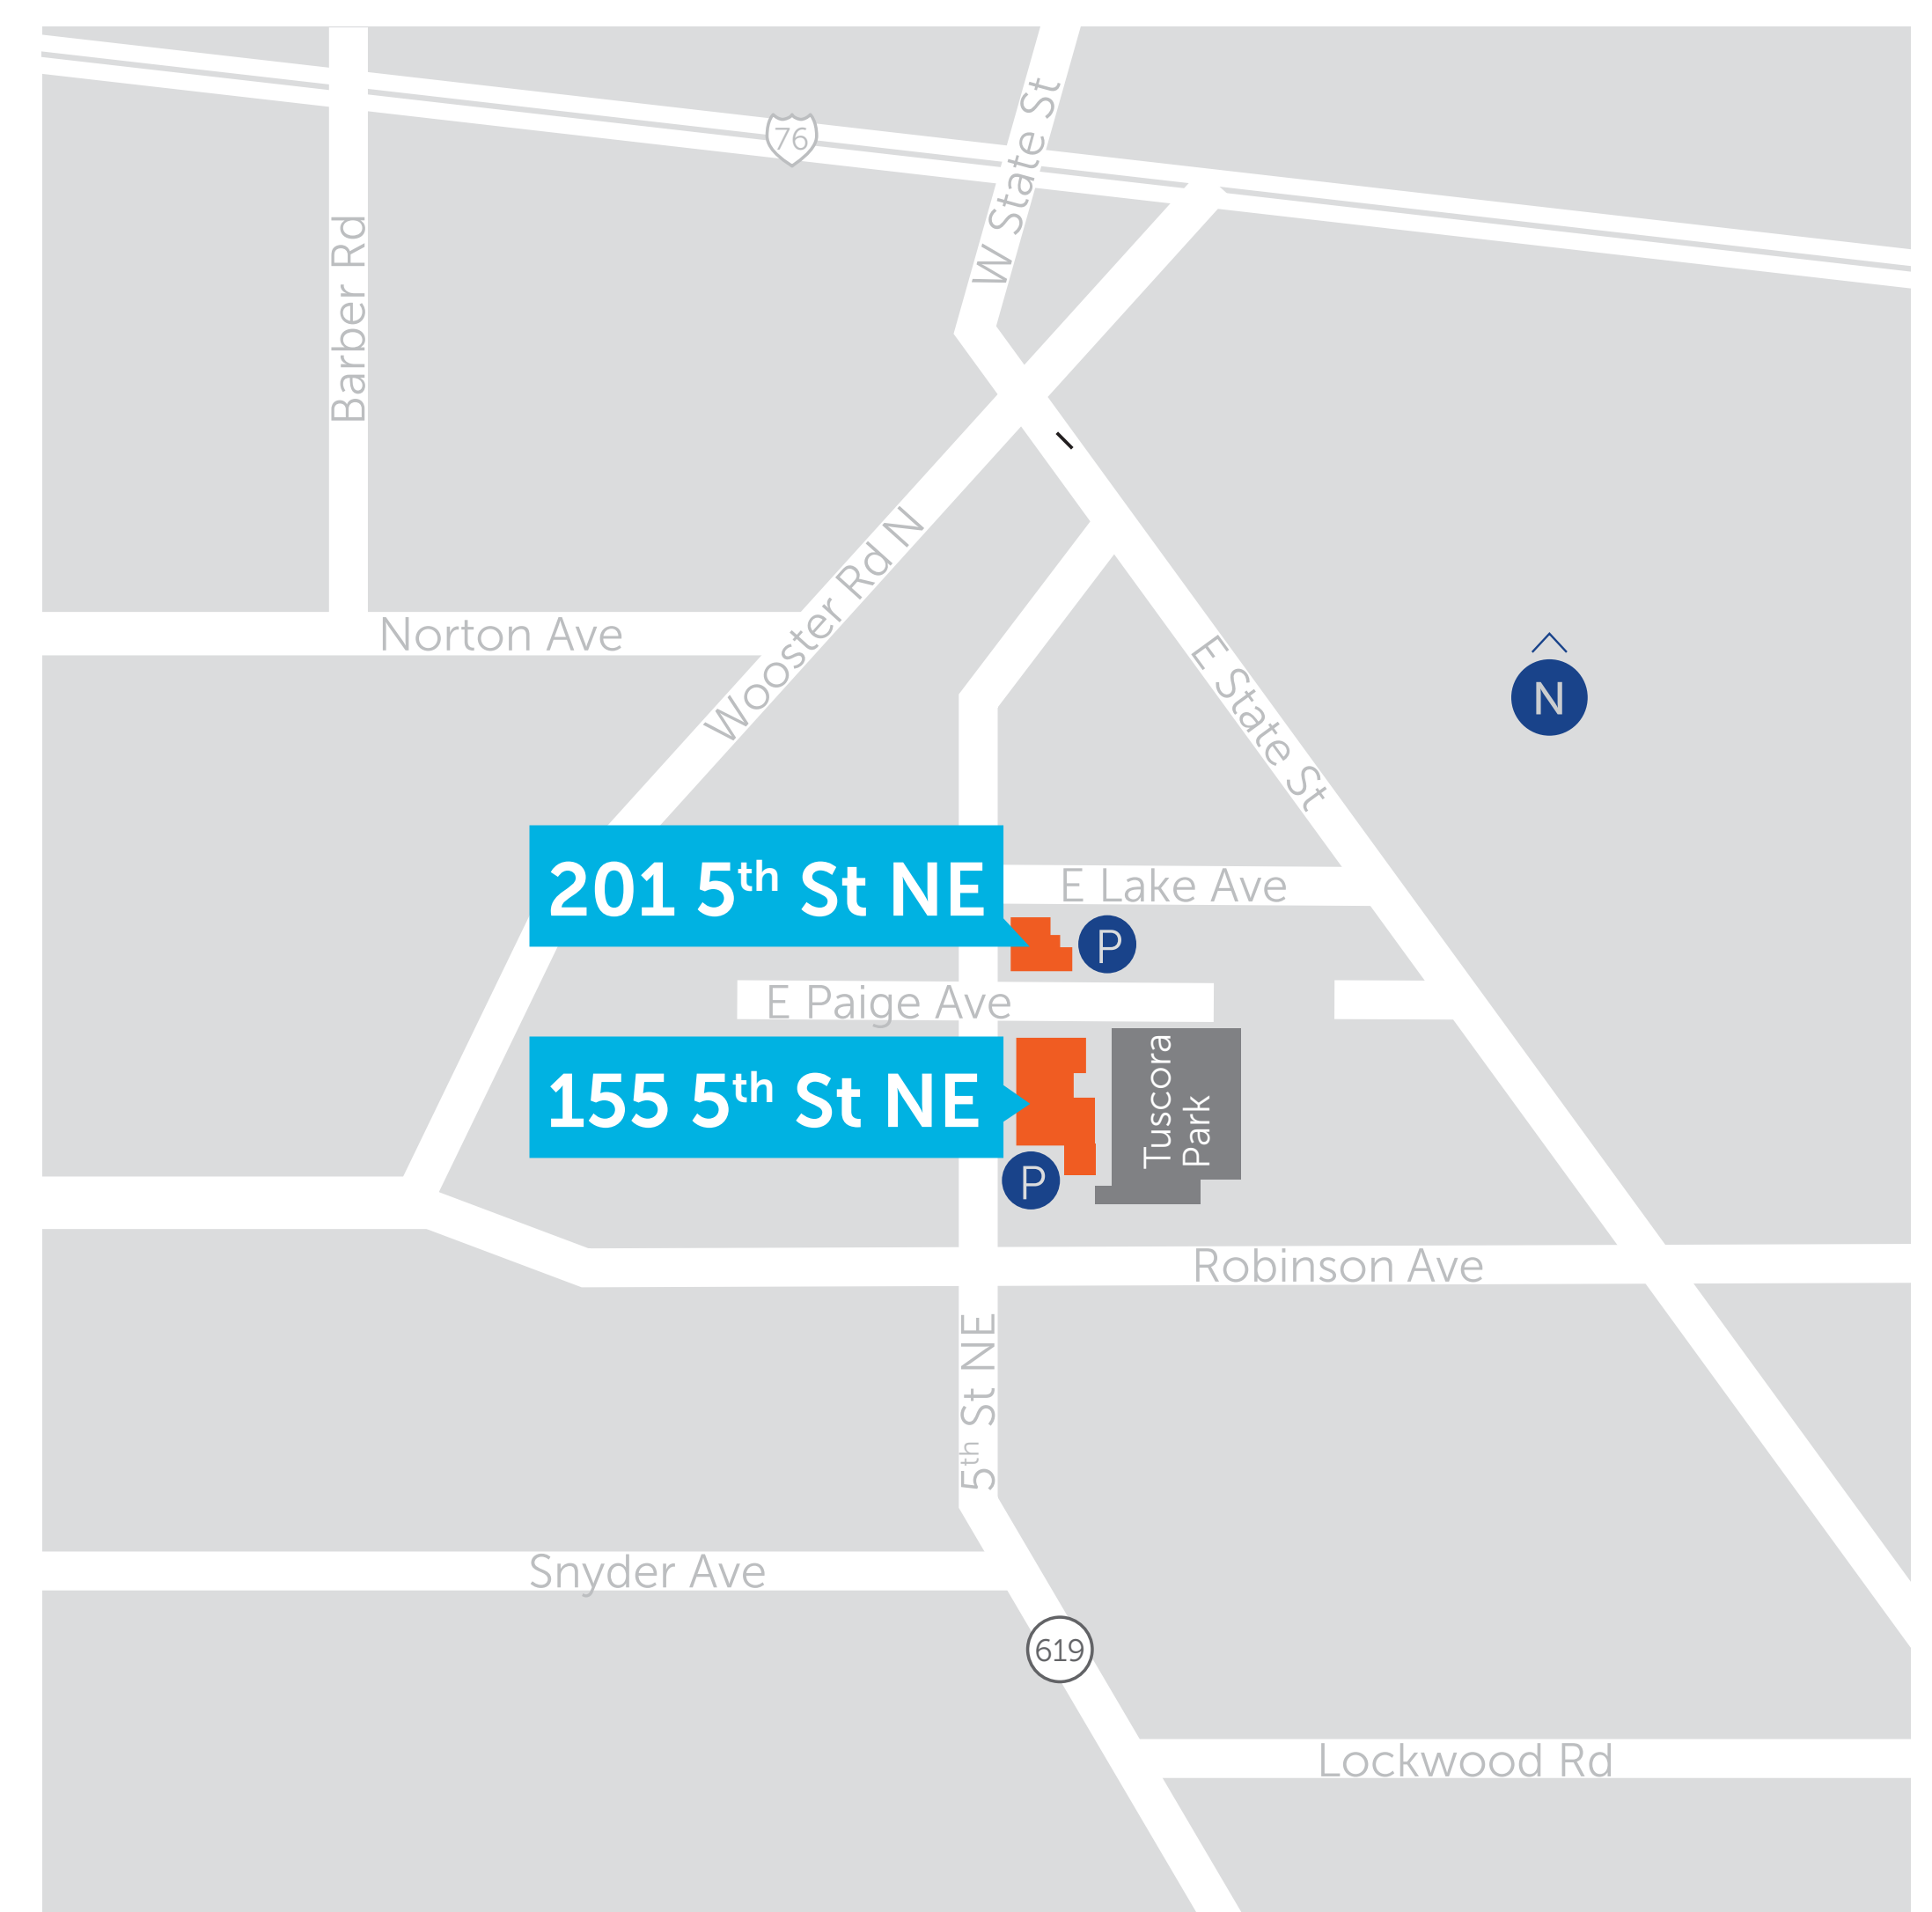 76
W State St
Barber Rd
Wooster Rd N
Norton Ave
E State St
N
201 5th St NE
E Lake Ave
P
E Paige Ave
155 5th St NE
Tuscora
Park
P
Robinson Ave
5th St NE
Snyder Ave
619
Lockwood Rd